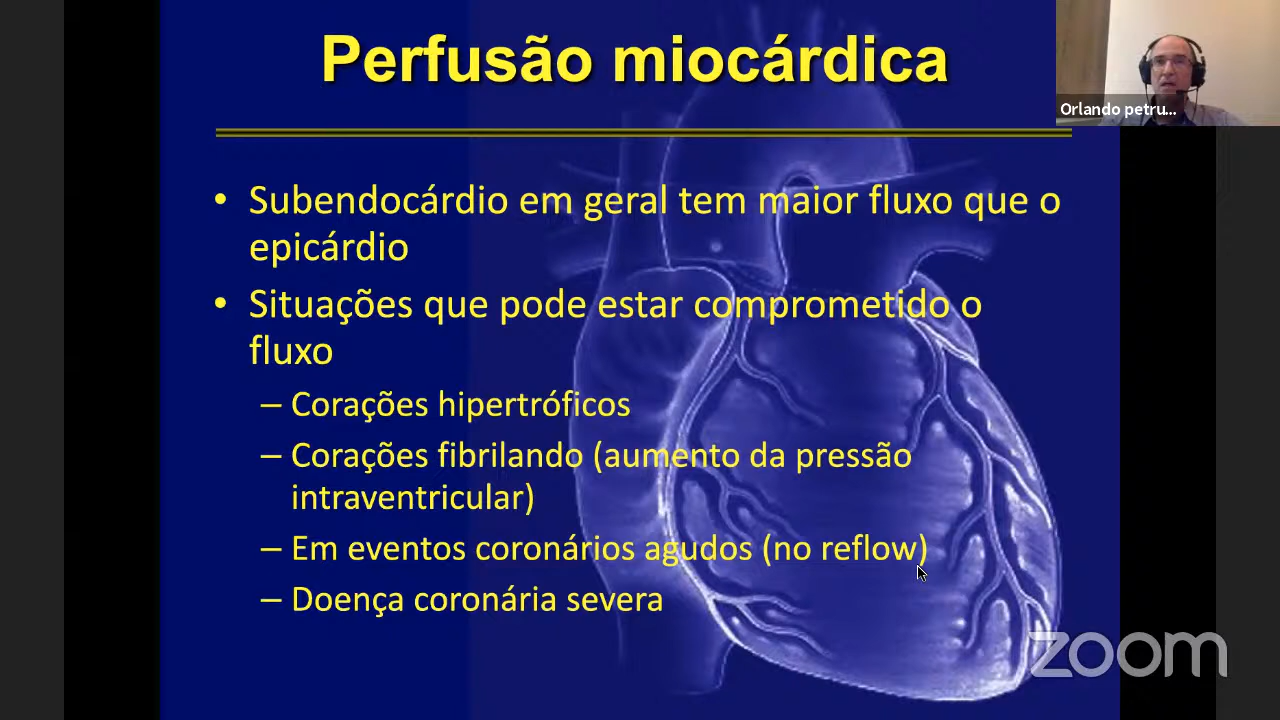 Perfusão miocárdica
Orlando petru...
• Subendocárdio em geral tem maior fluxo que o
epicárdio
• Situações que pode estar comprometido o
fluxo
– Corações hipertróficos
– Corações fibrilando (aumento da pressão
intraventricular)
– Em eventos coronários agudos (no reflow)
– Doença coronária severa
zoom